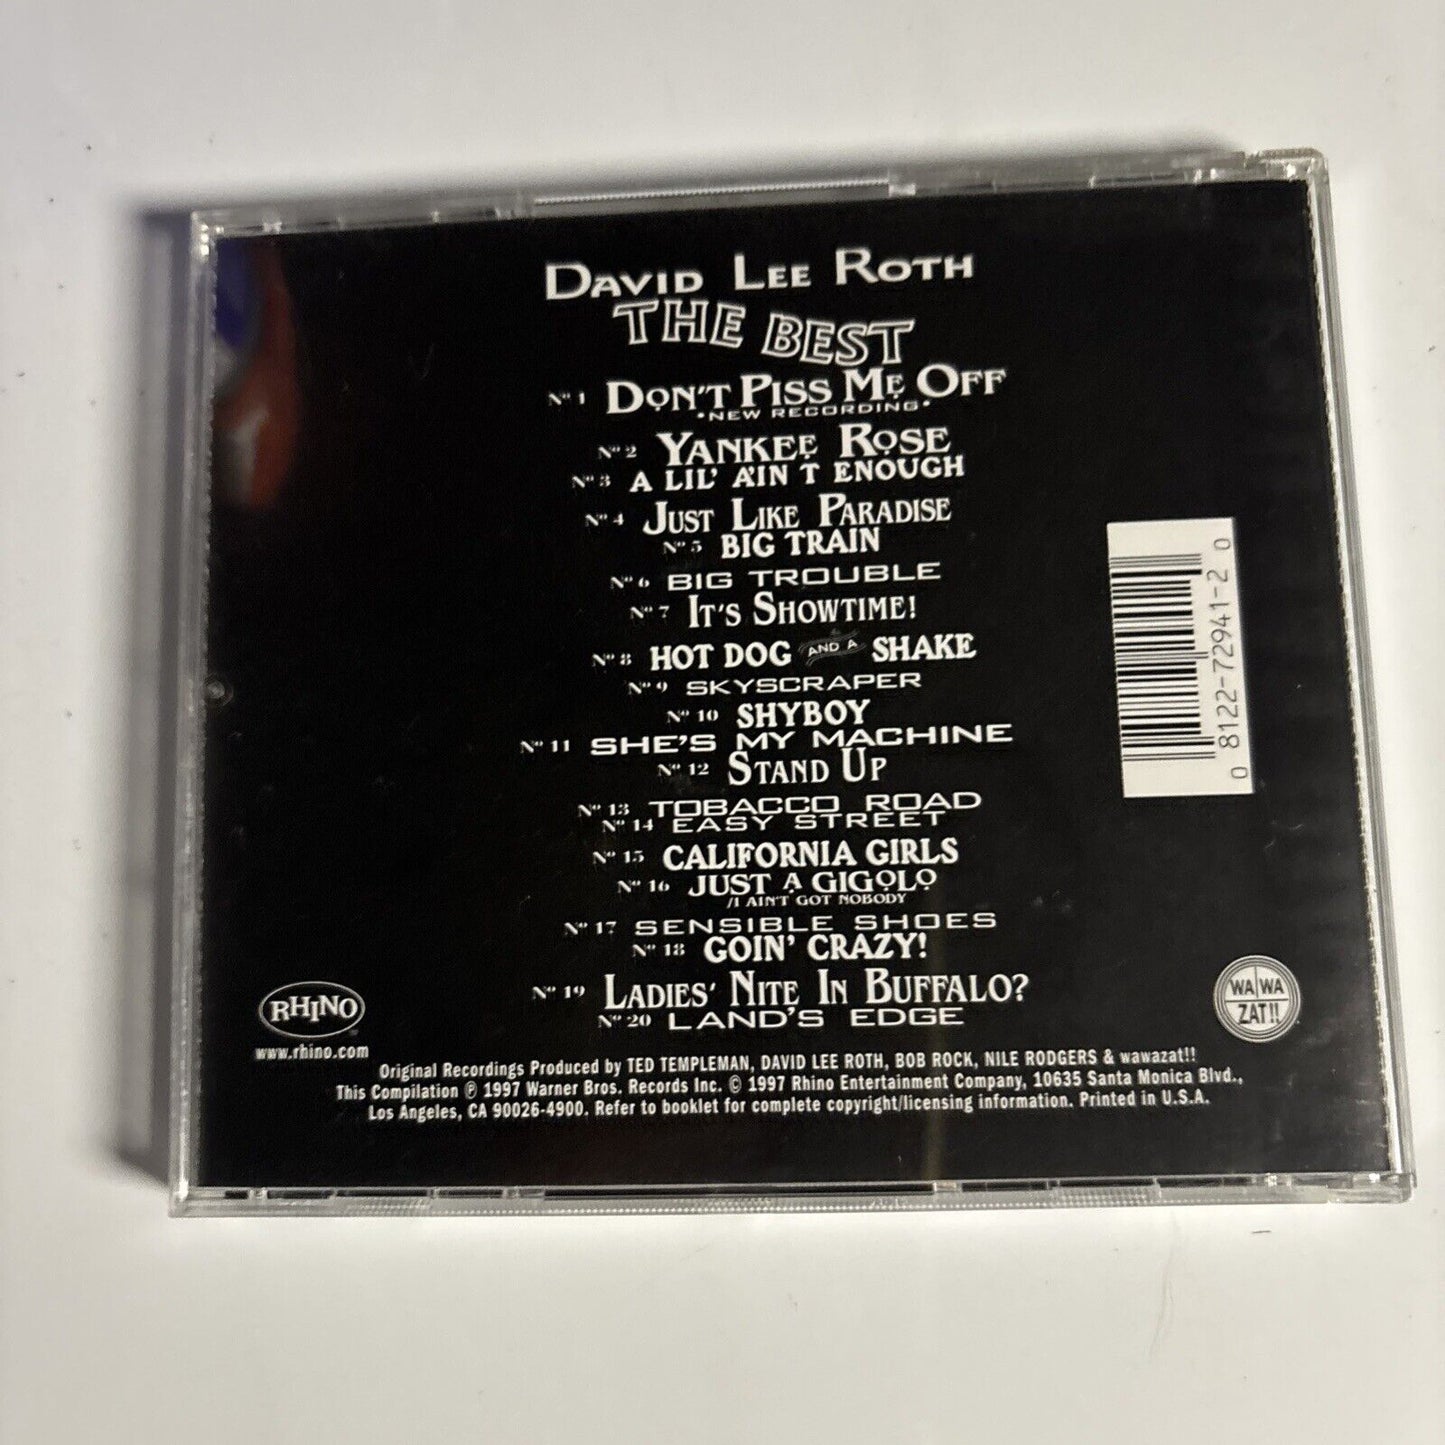 DAVID LEE ROTH
THE BEST
Nº 1 DON'T PISS ME OFF
•NEW RECORDING•
Nº 2 YANKEE ROSE
Nº 3 A LIL' AIN'T ENOUGH
Nº 4 JUST LIKE PARADISE
Nº 5 BIG TRAIN
Nº 6 BIG TROUBLE
Nº 7 IT'S SHOWTIME!
Nº 8 HOT DOG AND A SHAKE
Nº 9 SKYSCRAPER
Nº 10 SHYBOY
Nº 11 SHE'S MY MACHINE
Nº 12 STAND UP
Nº 13 TOBACCO ROAD
Nº 14 EASY STREET
Nº 15 CALIFORNIA GIRLS
Nº 16 JUST A GIGOLO
/I AIN'T GOT NOBODY
Nº 17 SENSIBLE SHOES
Nº 18 GOIN' CRAZY!
Nº 19 LADIES' NITE IN BUFFALO?
Nº 20 LAND'S EDGE
0 8122-72941-2 0
RHINO
www.rhino.com
WA WA
ZAT!!
Original Recordings Produced by TED TEMPLEMAN, DAVID LEE ROTH, BOB ROCK, NILE RODGERS & wawazat!!
This Compilation ℗ 1997 Warner Bros. Records Inc. © 1997 Rhino Entertainment Company, 10635 Santa Monica Blvd.,
Los Angeles, CA 90026-4900. Refer to booklet for complete copyright/licensing information. Printed in U.S.A.